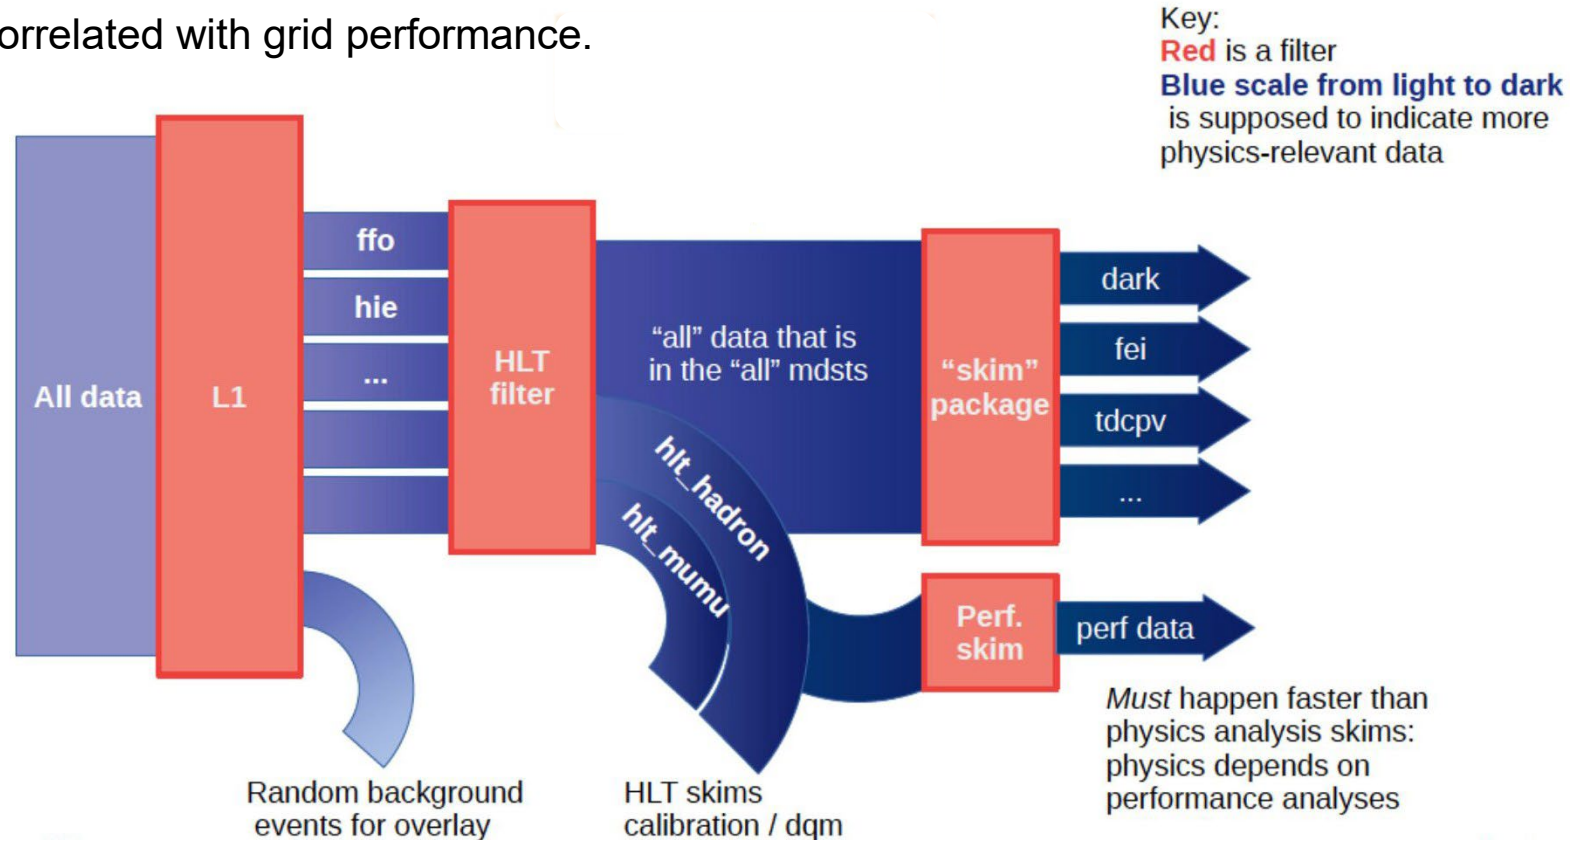 orrelated with grid performance.
Key:
Red is a filter
Blue scale from light to dark
is supposed to indicate more
physics-relevant data
All data
L1
ffo
hie
...
HLT
filter
“all” data that is
in the “all” mdsts
hlt_hadron
hlt_mumu
“skim”
package
dark
fei
tdcpv
...
Perf.
skim
perf data
Must happen faster than
physics analysis skims:
physics depends on
performance analyses
Random background
events for overlay
HLT skims
calibration / dqm